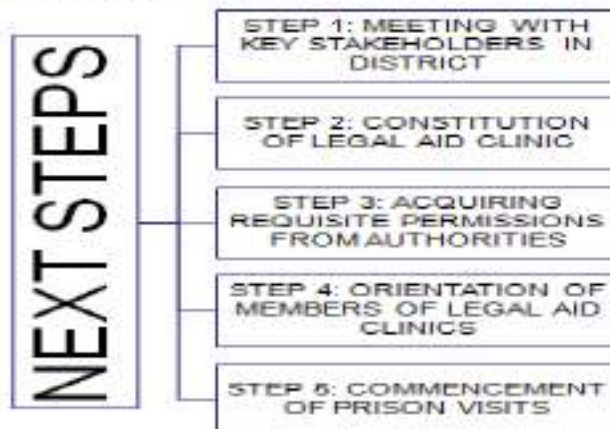 NEXT STEPS
STEP 1: MEETING WITH
KEY STAKEHOLDERS IN
DISTRICT
STEP 2: CONSTITUTION
OF LEGAL AID CLINIC
STEP 3: ACQUIRING
REQUISITE PERMISSIONS
FROM AUTHORITIES
STEP 4: ORIENTATION OF
MEMBERS OF LEGAL AID
CLINICS
STEP 5: COMMENCEMENT
OF PRISON VISITS